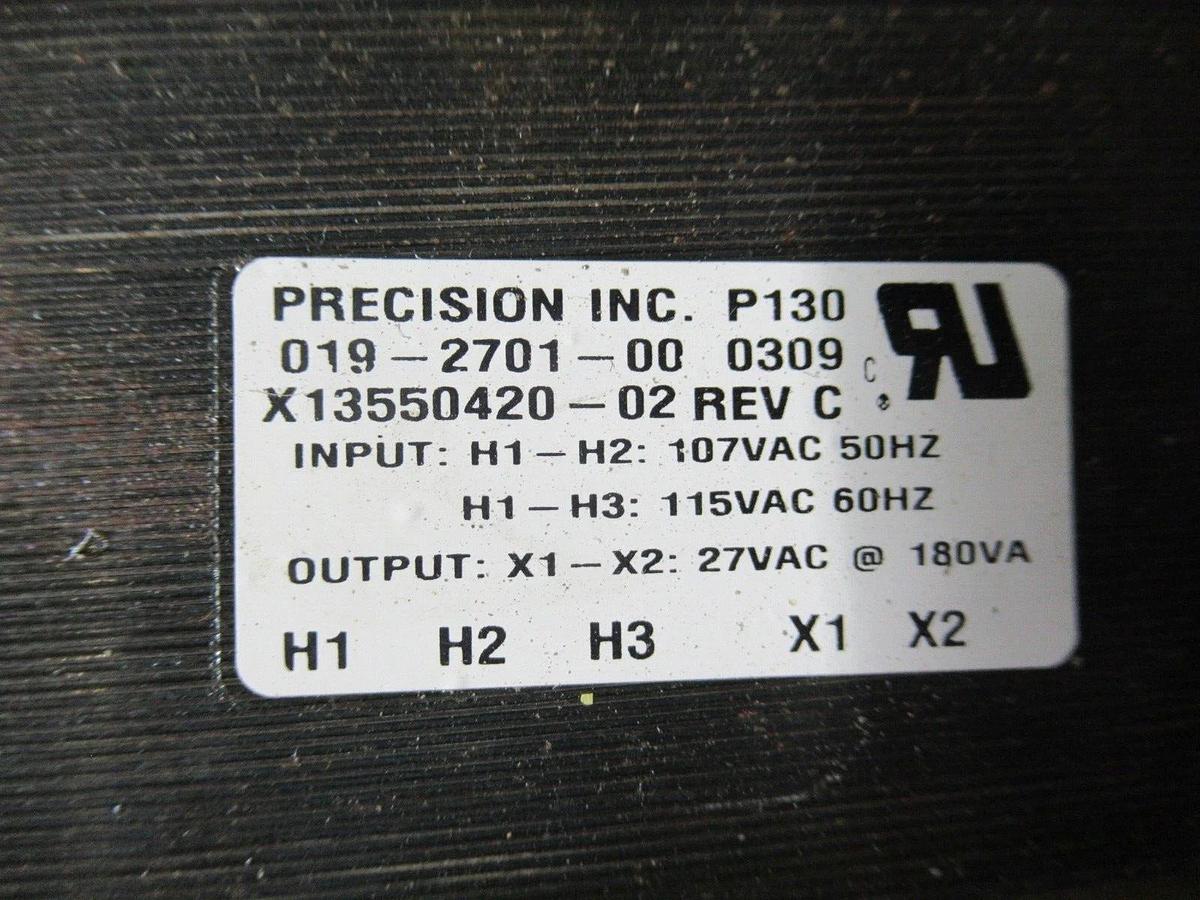 PRECISION INC. P130
019-2701-00 0309
X13550420-02 REV C
C RU
INPUT: H1-H2: 107VAC 50HZ
H1-H3: 115VAC 60HZ
OUTPUT: X1-X2: 27VAC @ 180VA
H1 H2 H3 X1 X2